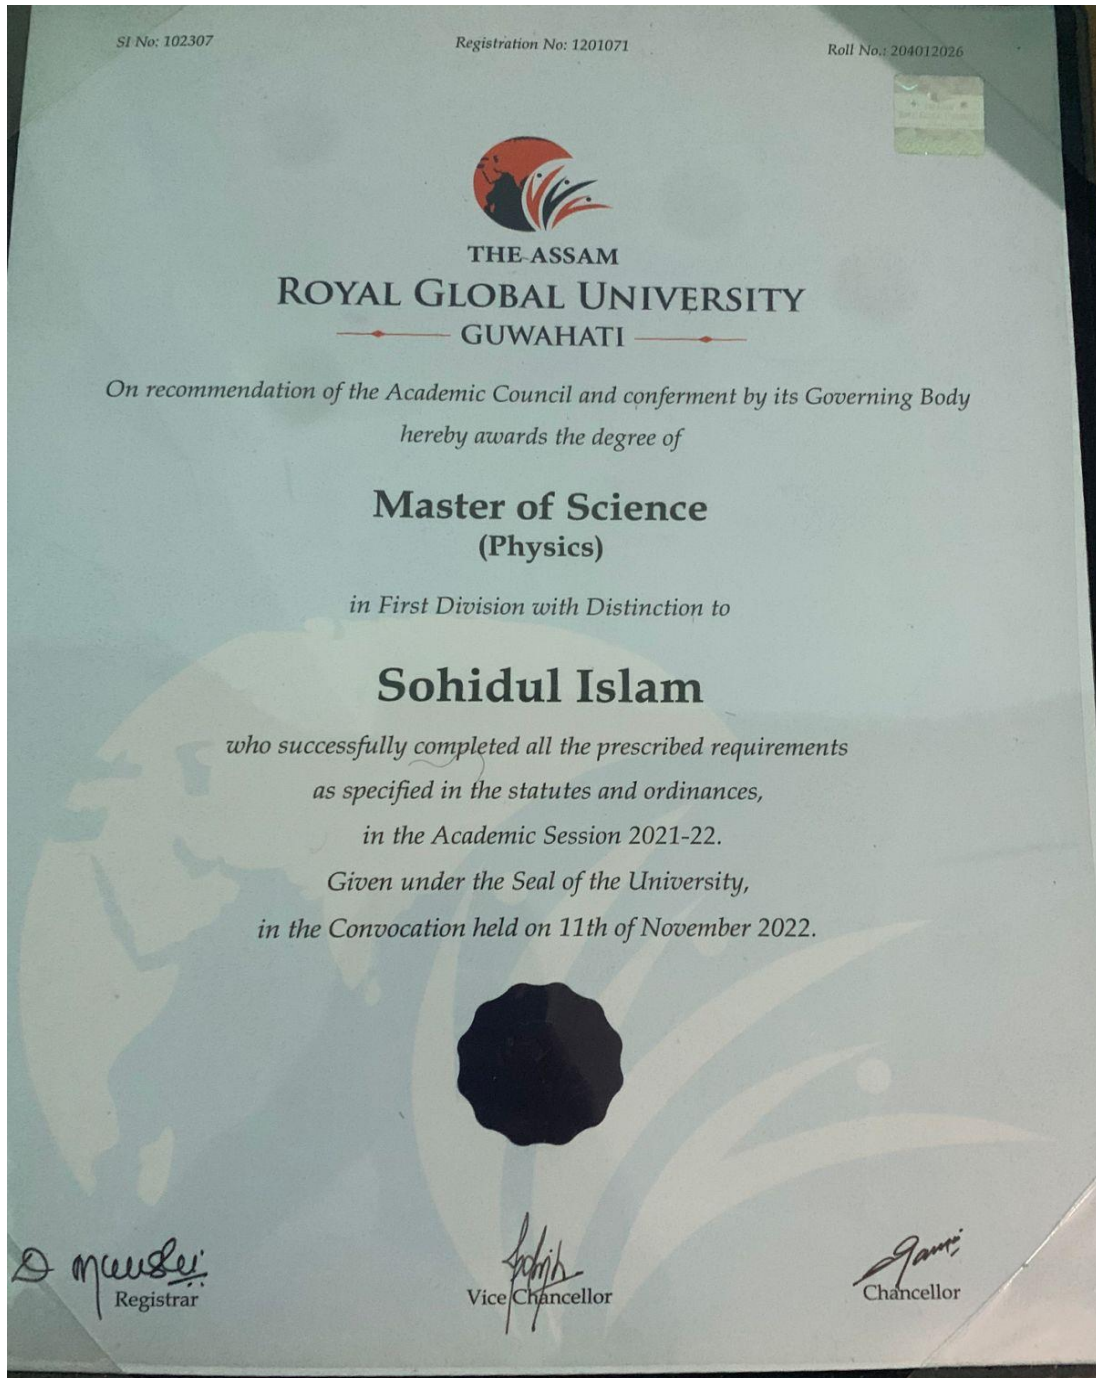 SI No: 102307
Registration No: 1201071
Roll No.: 204012026
THE ASSAM
ROYAL GLOBAL UNIVERSITY
GUWAHATI
On recommendation of the Academic Council and conferment by its Governing Body
hereby awards the degree of
Master of Science
(Physics)
in First Division with Distinction to
Sohidul Islam
who successfully completed all the prescribed requirements
as specified in the statutes and ordinances,
in the Academic Session 2021-22.
Given under the Seal of the University,
in the Convocation held on 11th of November 2022.
Registrar
Vice Chancellor
Chancellor